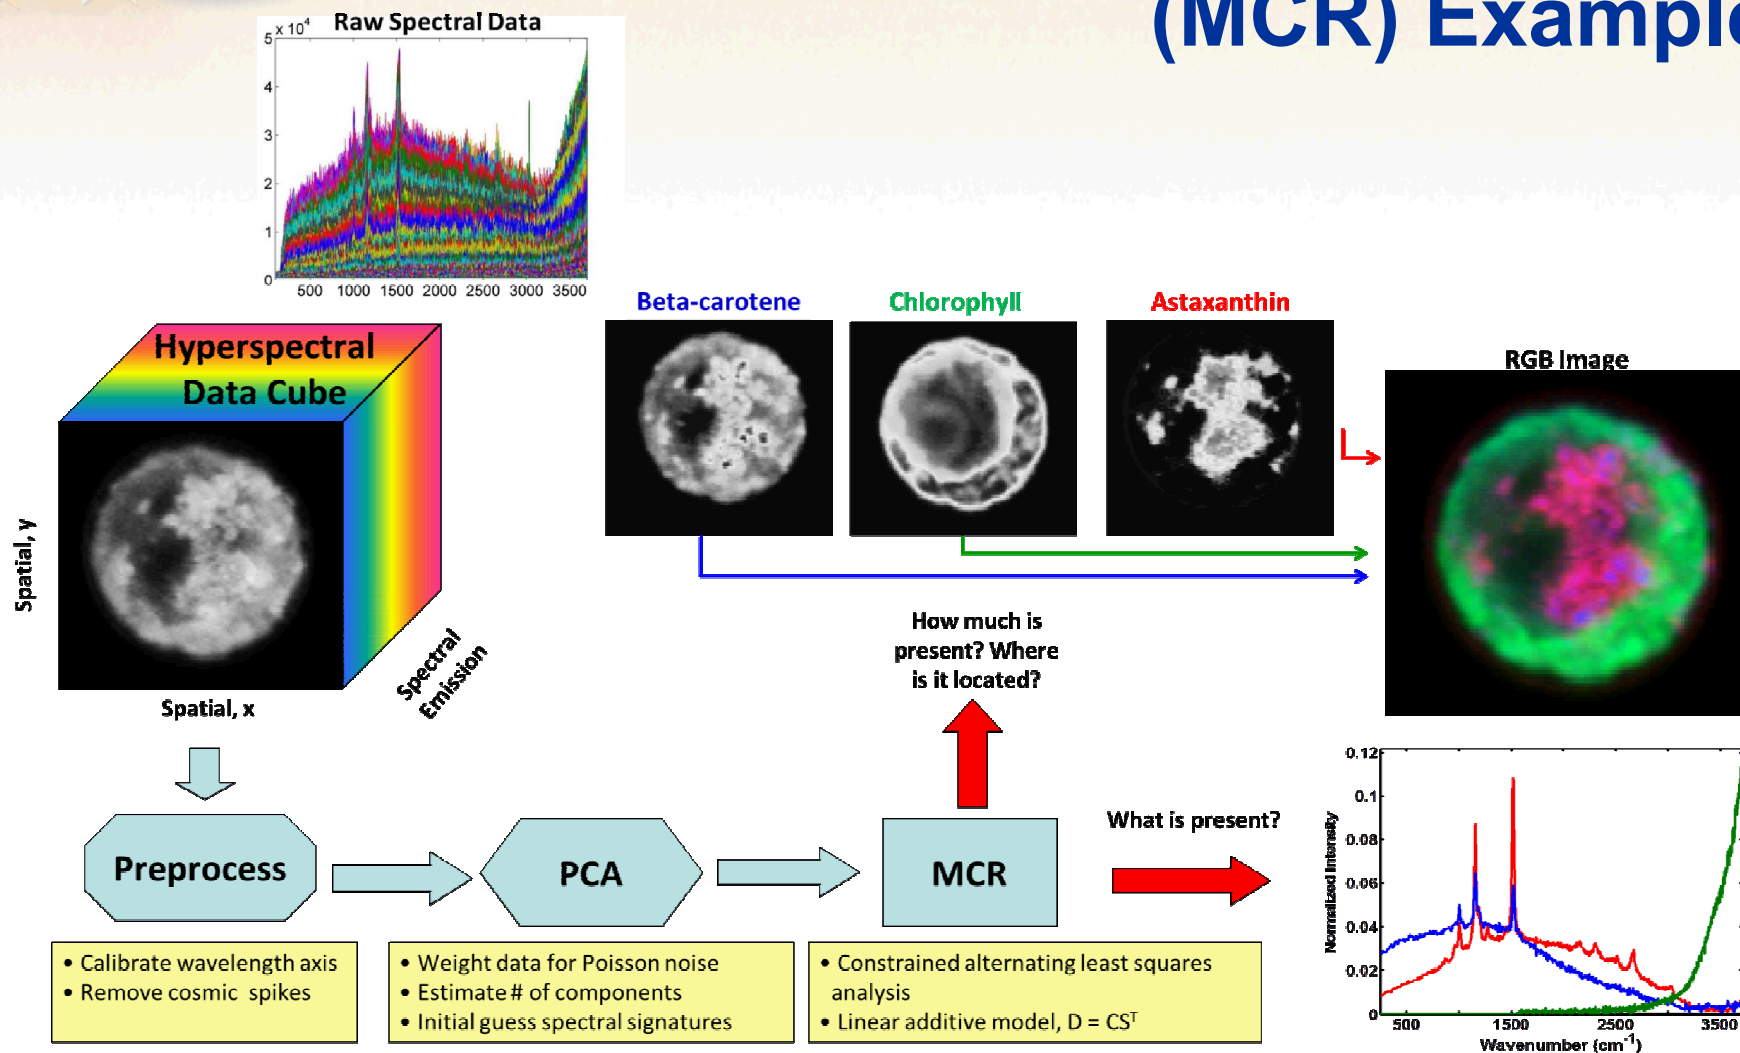 (MCR) Example
Raw Spectral Data
x 10⁴
5
4
3
2
1
0
500 1000 1500 2000 2500 3000 3500
Hyperspectral
Data Cube
Spatial, y
Spatial, x
Spectral
Emission
Beta-carotene
Chlorophyll
Astaxanthin
RGB Image
How much is
present? Where
is it located?
What is present?
Preprocess
PCA
MCR
• Calibrate wavelength axis
• Remove cosmic spikes
• Weight data for Poisson noise
• Estimate # of components
• Initial guess spectral signatures
• Constrained alternating least squares
analysis
• Linear additive model, D = CSᵀ
0.12
0.1
0.08
0.06
0.04
0.02
0
Normalized Intensity
500 1500 2500 3500
Wavenumber (cm⁻¹)